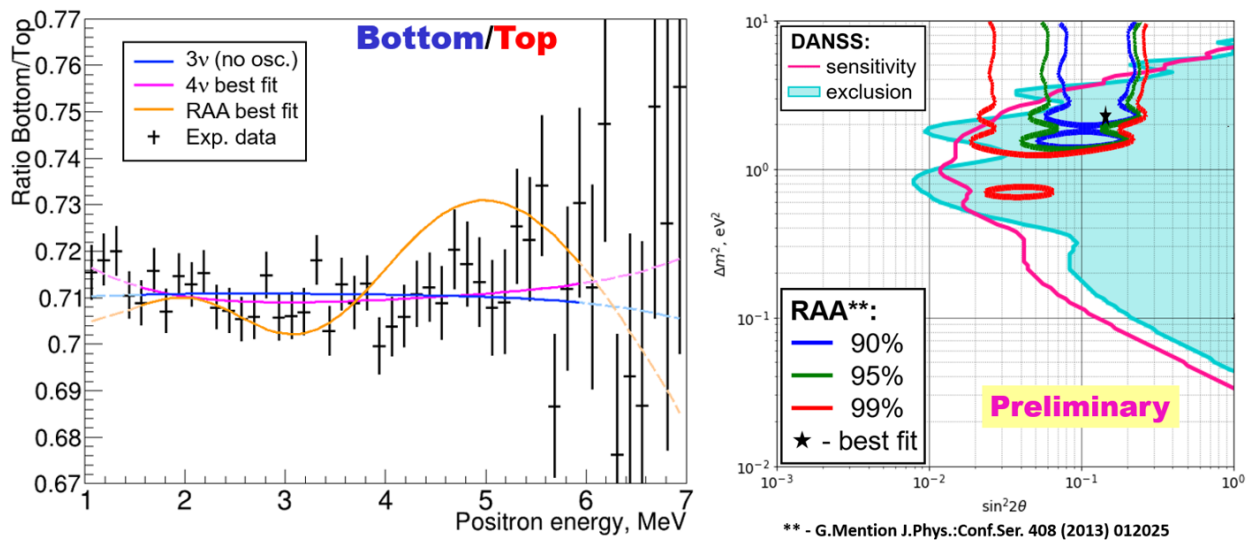 Bottom/Top
Ratio Bottom/Top
0.77
0.76
0.75
0.74
0.73
0.72
0.71
0.7
0.69
0.68
0.67
3ν (no osc.)
4ν best fit
RAA best fit
Exp. data
1 2 3 4 5 6 7
Positron energy, MeV
DANSS:
sensitivity
exclusion
Δm², eV²
10¹
10⁰
10⁻¹
10⁻²
RAA**:
90%
95%
99%
★ - best fit
Preliminary
10⁻³ 10⁻² 10⁻¹ 10⁰
sin²2θ
** - G.Mention J.Phys.:Conf.Ser. 408 (2013) 012025